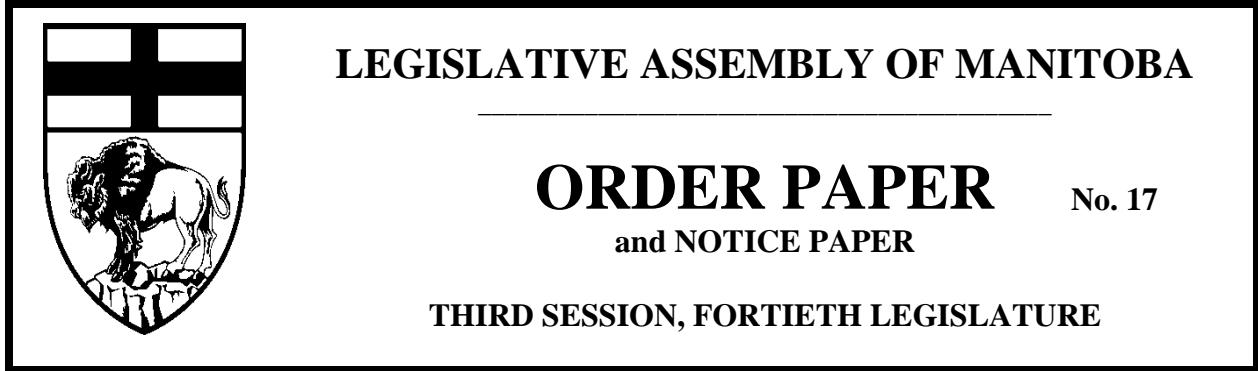 LEGISLATIVE ASSEMBLY OF MANITOBA
ORDER PAPER No. 17
and NOTICE PAPER
THIRD SESSION, FORTIETH LEGISLATURE